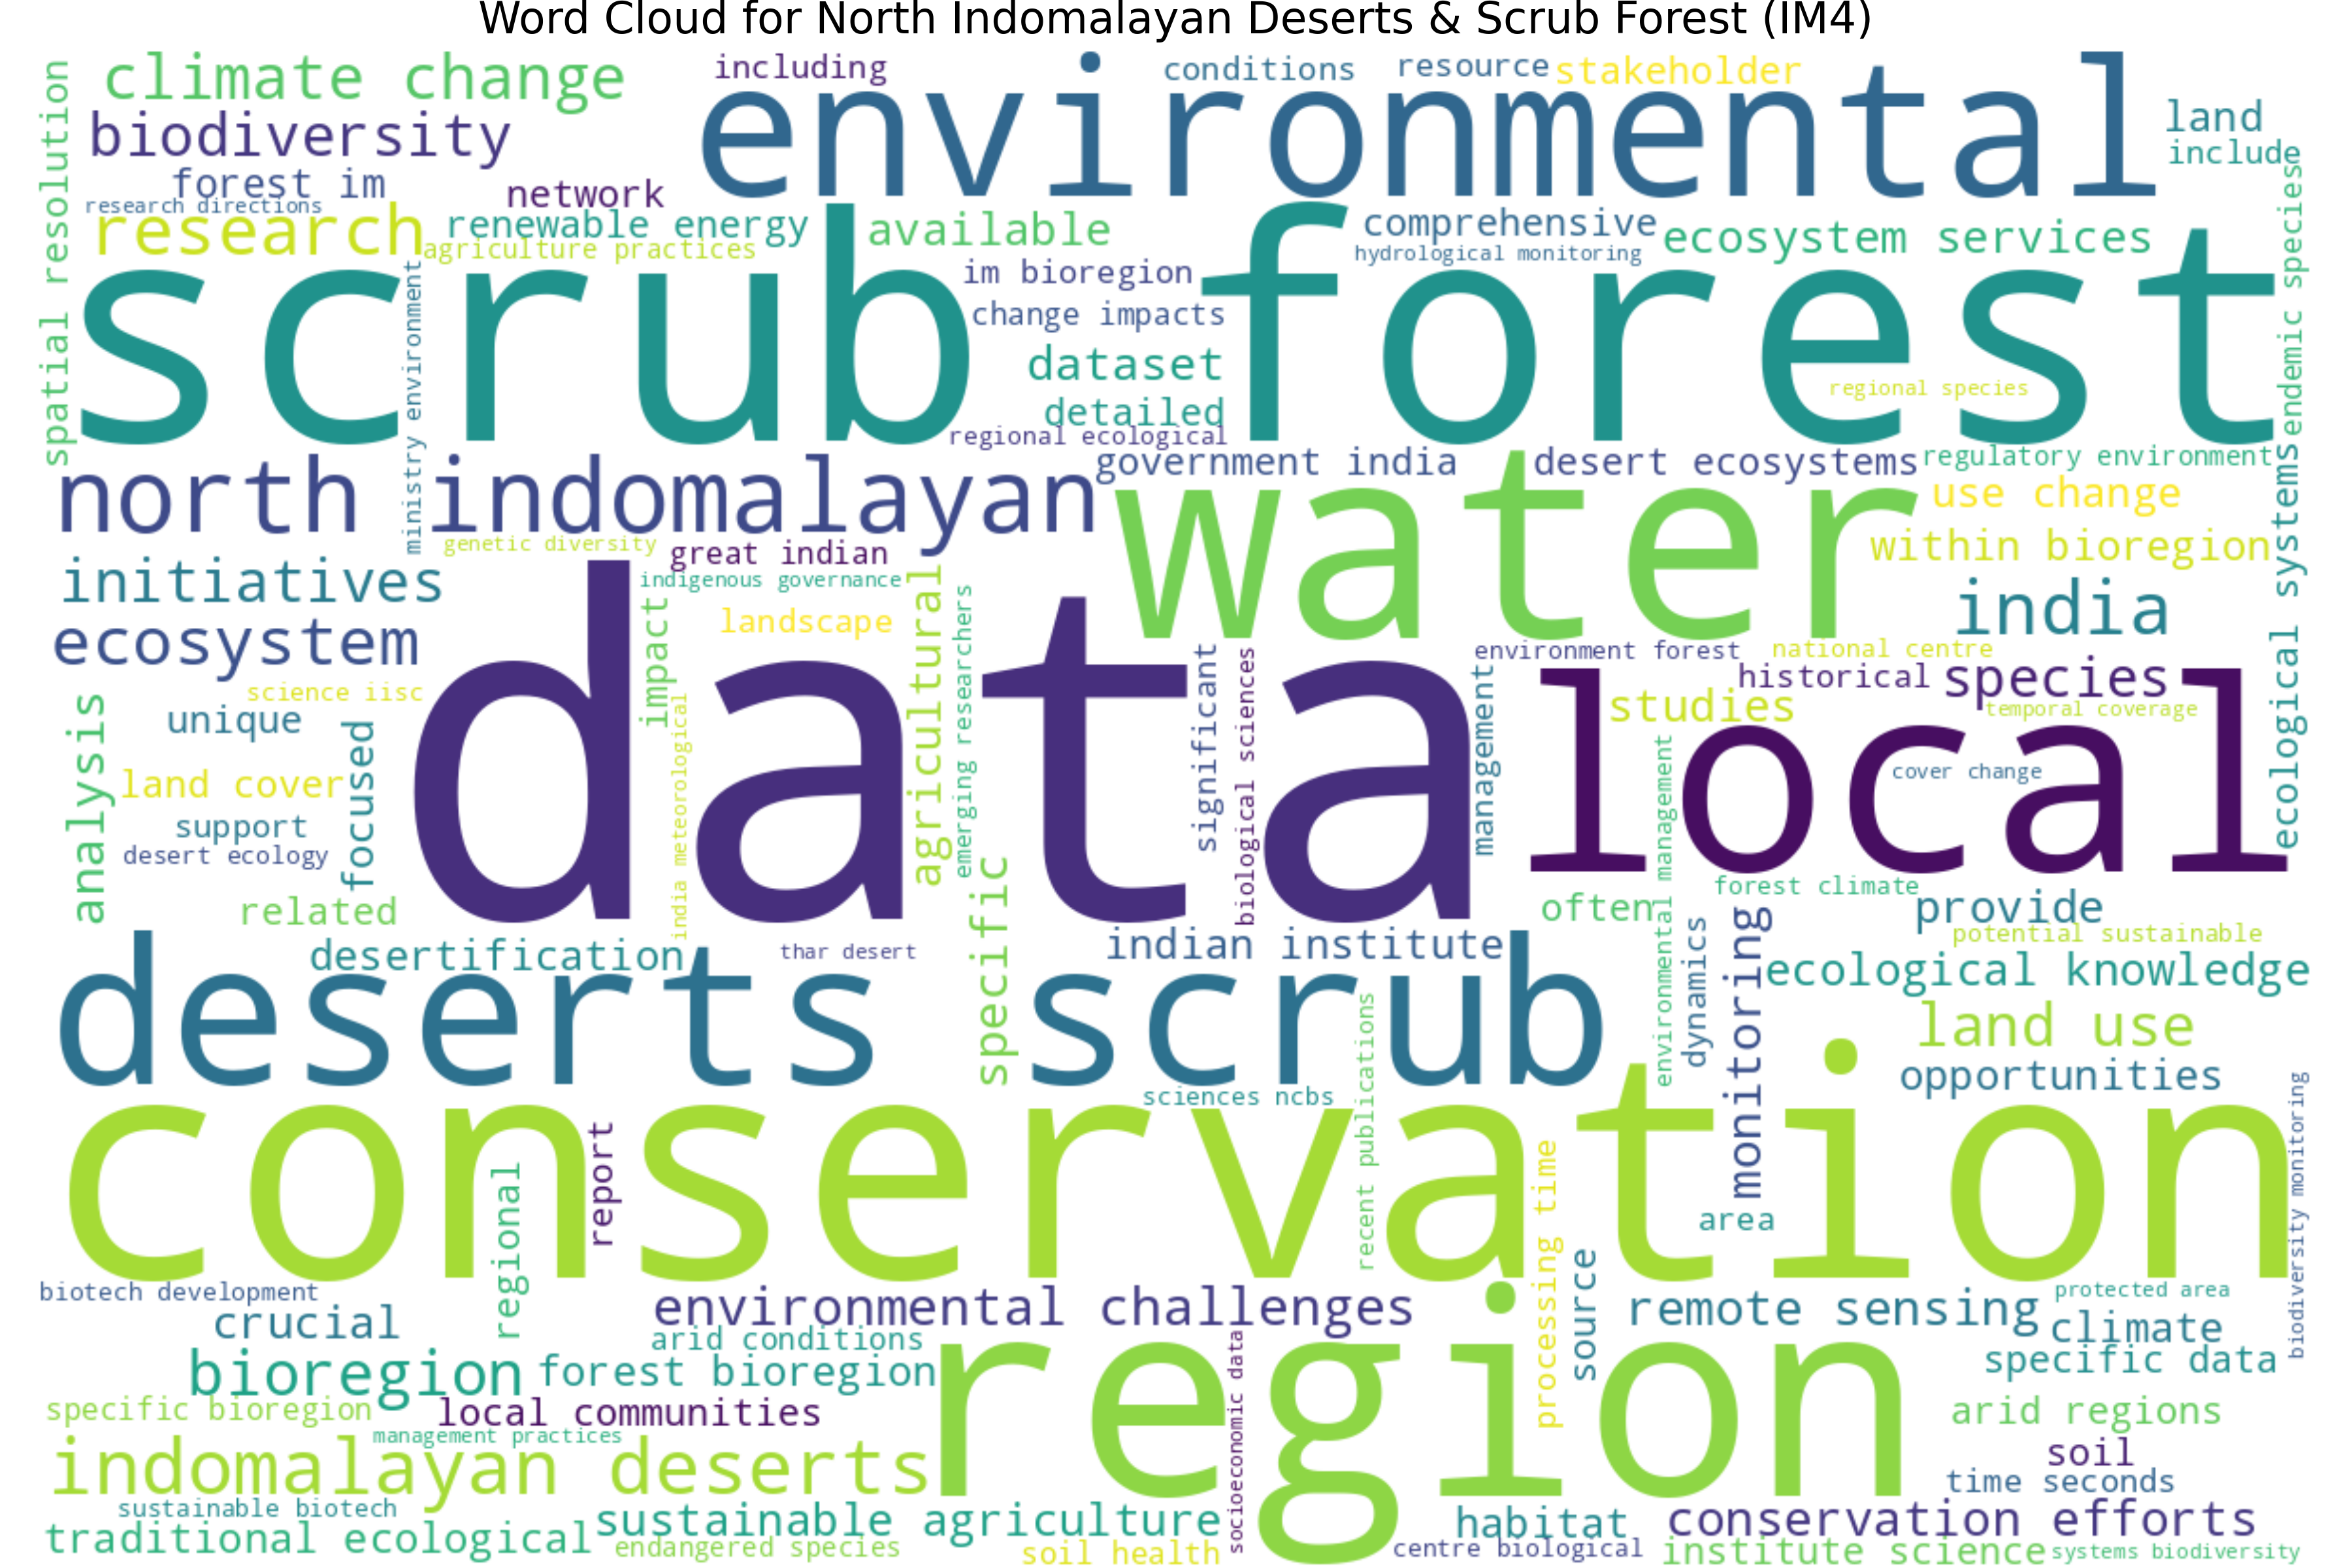 Word Cloud for North Indomalayan Deserts & Scrub Forest (IM4)
climate change
including
conditions
resource
stakeholder
environmental
land
include
biodiversity
spatial resolution
forest im
network
research directions
research
renewable energy
agriculture practices
available
comprehensive
hydrological monitoring
ecosystem services
endemic species
scrub forest
ministry environment
im bioregion
change impacts
dataset
detailed
regional ecological
regional species
north indomalayan
government india
desert ecosystems
regulatory environment
water
use change
within bioregion
ecological systems
genetic diversity
great indian
indigenous governance
initiatives
landscape
india
ecosystem
impact
agricultural
emerging researchers
data
environment forest
national centre
historical
species
science iisc
unique
studies
temporal coverage
local
cover change
analysis
land cover
focused
support
desert ecology
india meteorological
significant
biological sciences
management
environmental management
related
specific
often
forest climate
provide
potential sustainable
desertification
thar desert
indian institute
dynamics
monitoring
ecological knowledge
deserts scrub
land use
opportunities
sciences ncbs
recent publications
conservation
biodiversity monitoring
report
regional
processing time
area
source
biotech development
crucial
environmental challenges
remote sensing
protected area
climate
arid conditions
bioregion
forest bioregion
region
specific data
specific bioregion
local communities
socioeconomic data
arid regions
management practices
indomalayan deserts
soil
time seconds
sustainable biotech
traditional ecological
sustainable agriculture
endangered species
soil health
habitat
centre biological
conservation efforts
institute science
systems biodiversity